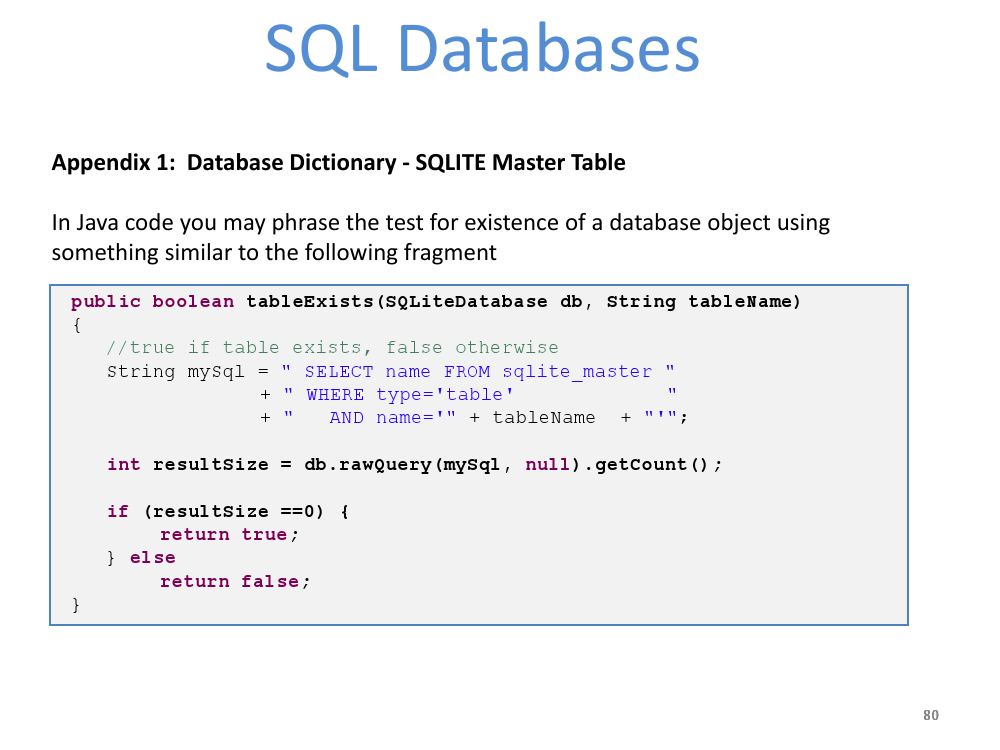 SQL Databases
Appendix 1:  Database Dictionary - SQLITE Master Table
In Java code you may phrase the test for existence of a database object using
something similar to the following fragment
public boolean tableExists(SQLiteDatabase db, String tableName)
{
   //true if table exists, false otherwise
   String mySql = " SELECT name FROM sqlite_master "
                + " WHERE type='table'             "
                + "   AND name='" + tableName  + "'";
   int resultSize = db.rawQuery(mySql, null).getCount();
   if (resultSize ==0) {
        return true;
   } else
        return false;
}
80